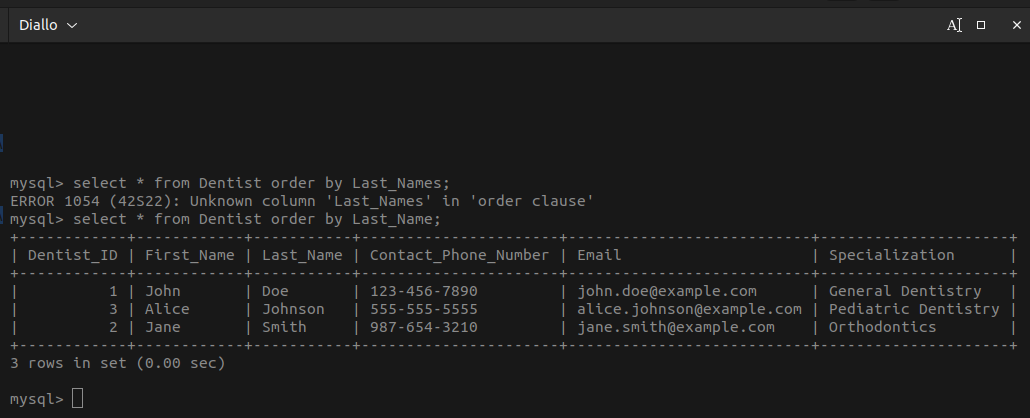 Diallo
mysql> select * from Dentist order by Last_Names;
ERROR 1054 (42S22): Unknown column 'Last_Names' in 'order clause'
mysql> select * from Dentist order by Last_Name;
+------------+------------+-----------+----------------------+---------------------------+---------------------+
| Dentist_ID | First_Name | Last_Name | Contact_Phone_Number | Email                     | Specialization      |
+------------+------------+-----------+----------------------+---------------------------+---------------------+
|          1 | John       | Doe       | 123-456-7890         | john.doe@example.com      | General Dentistry   |
|          3 | Alice      | Johnson   | 555-555-5555         | alice.johnson@example.com | Pediatric Dentistry |
|          2 | Jane       | Smith     | 987-654-3210         | jane.smith@example.com    | Orthodontics        |
+------------+------------+-----------+----------------------+---------------------------+---------------------+
3 rows in set (0.00 sec)
mysql>